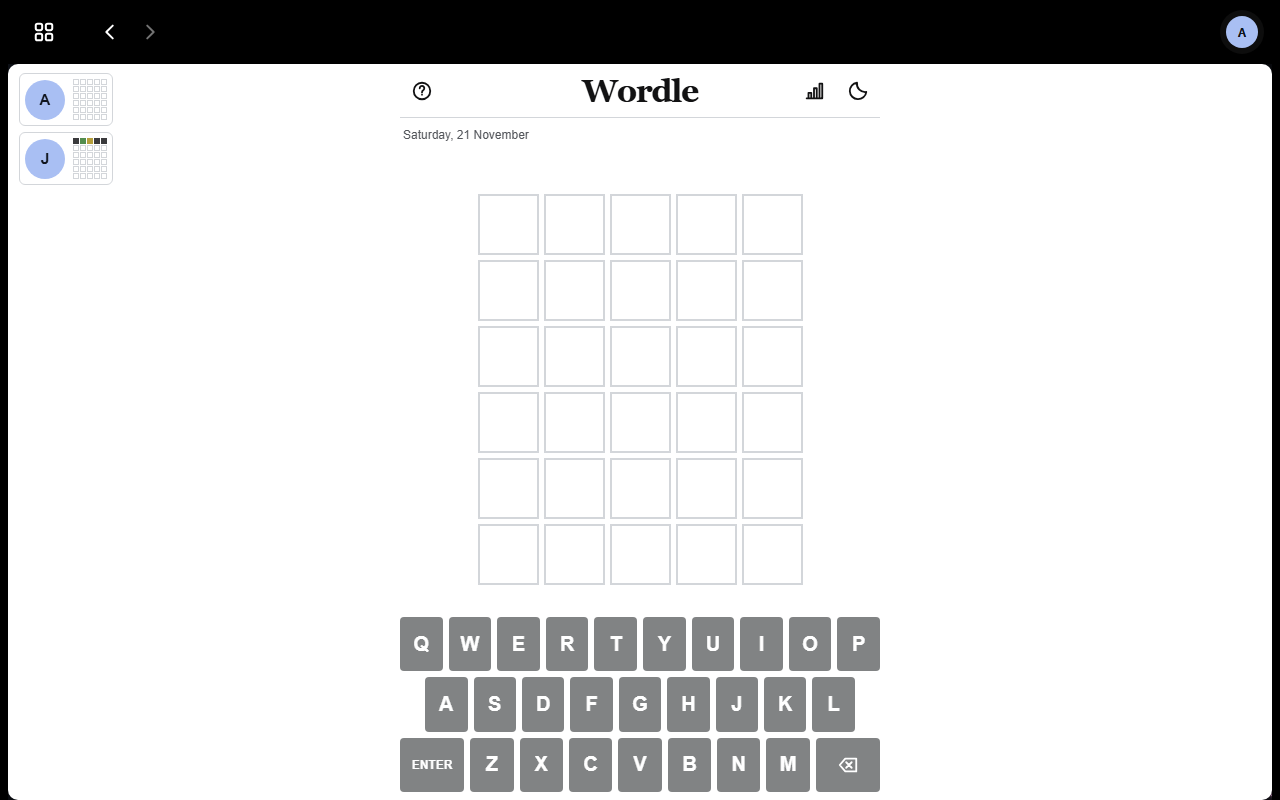 A
A
Wordle
J
Saturday, 21 November
Q W E R T Y U I O P
A S D F G H J K L
ENTER Z X C V B N M